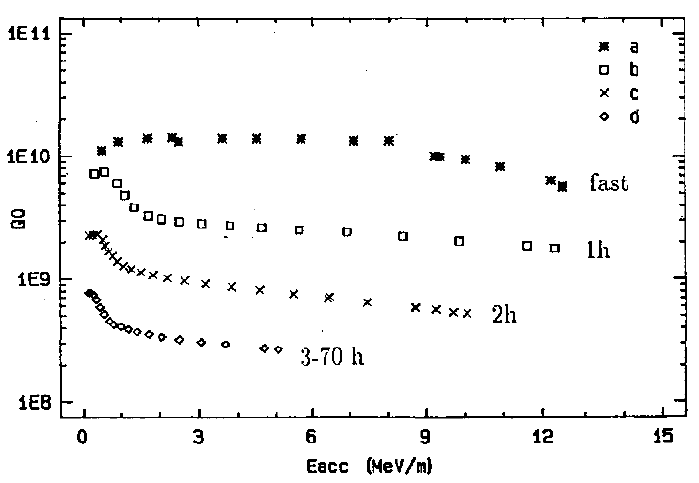 1E11
a
b
c
d
1E10
fast
Q0
1h
1E9
2h
3-70 h
1E8
0 3 6 9 12 15
Eacc (MeV/m)